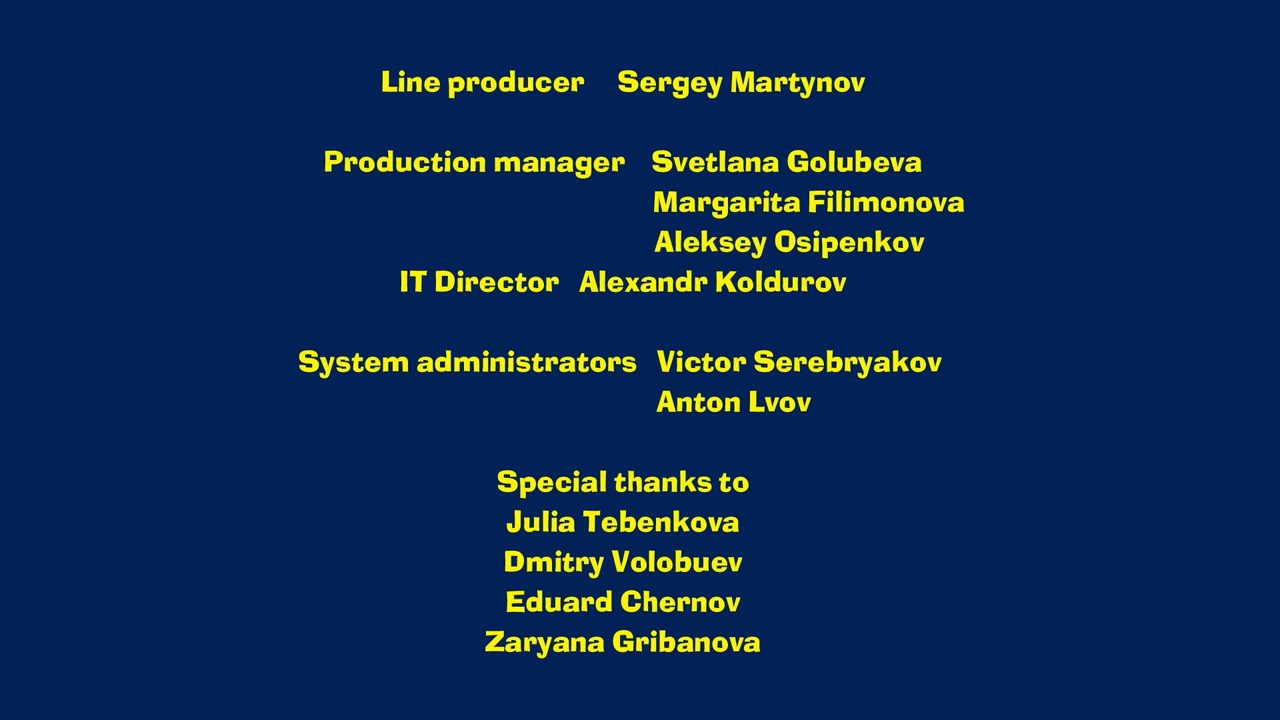 Line producer Sergey Martynov
Production manager Svetlana Golubeva
Margarita Filimonova
Aleksey Osipenkov
IT Director Alexandr Koldurov
System administrators Victor Serebryakov
Anton Lvov
Special thanks to
Julia Tebenkova
Dmitry Volobuev
Eduard Chernov
Zaryana Gribanova